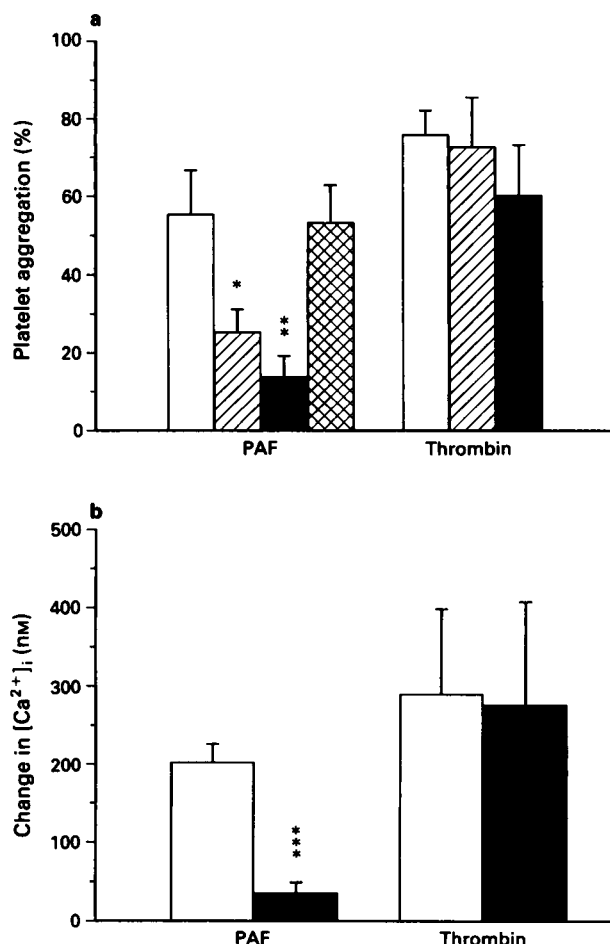 a
100
80
60
40
20
0
Platelet aggregation (%)
*
**
PAF
Thrombin
b
500
400
300
200
100
0
Change in [Ca²⁺]ᵢ (nM)
***
PAF
Thrombin